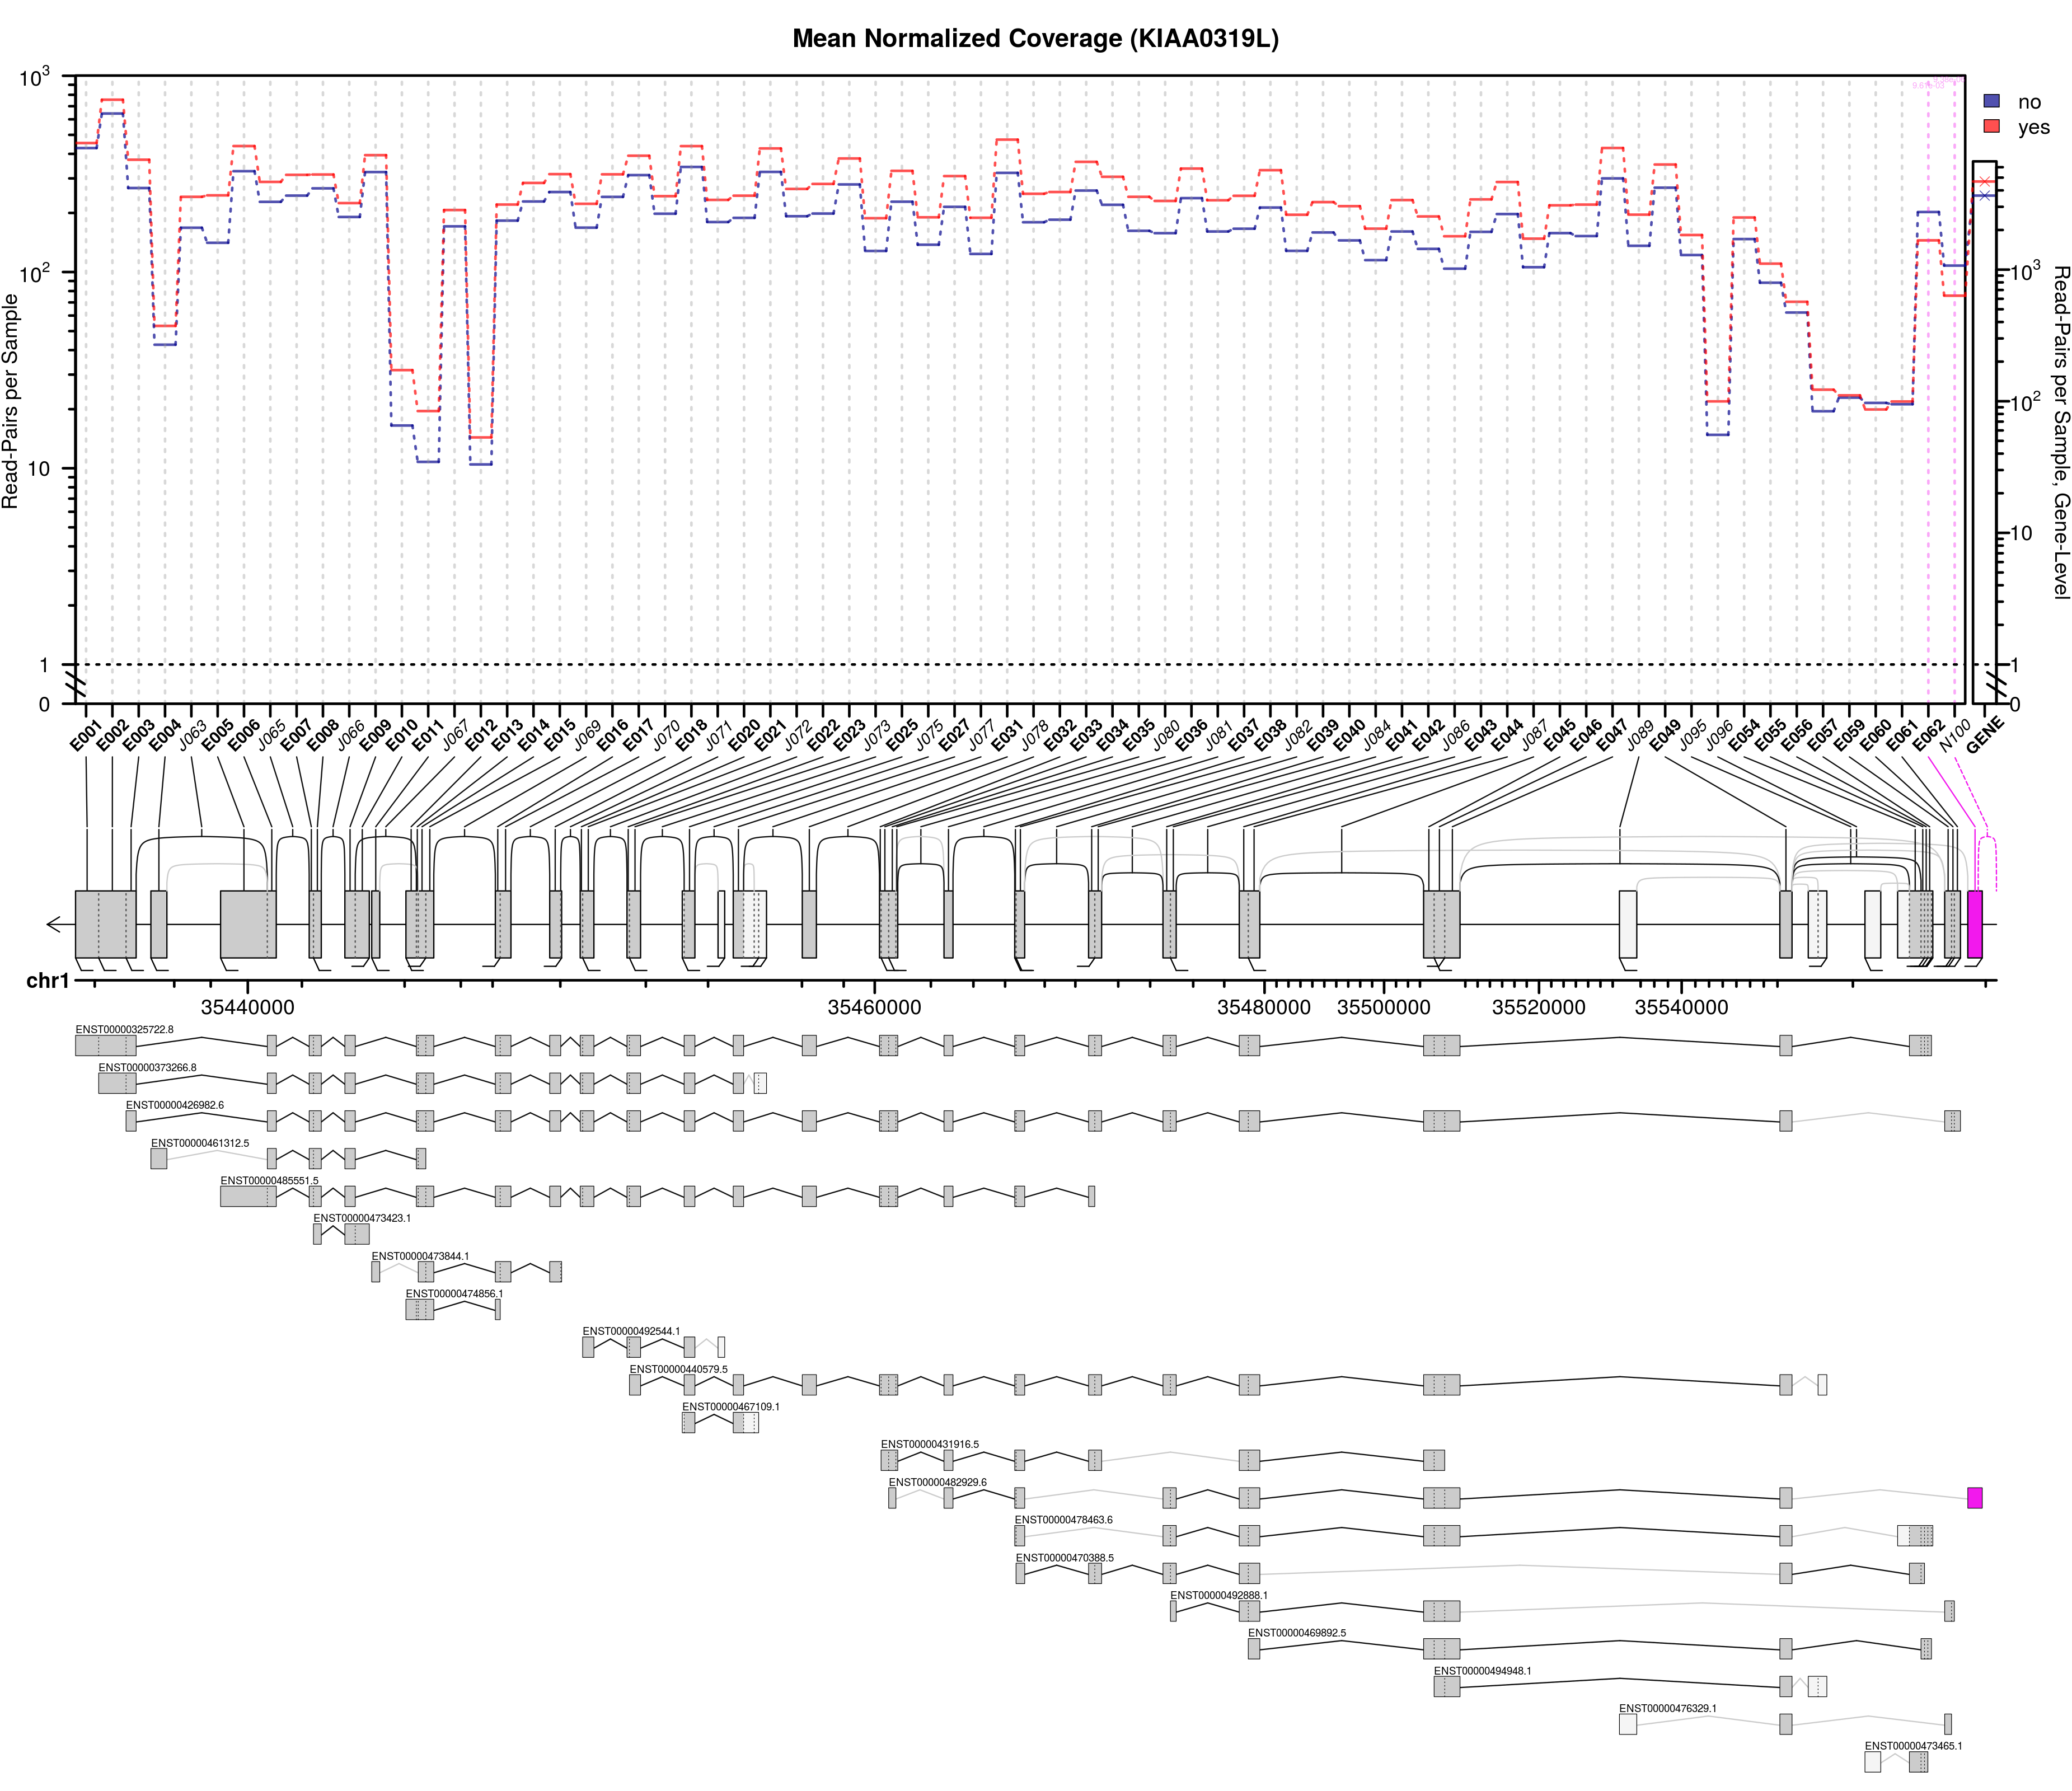 Mean Normalized Coverage (KIAA0319L)
10³
10²
10
1
0
Read-Pairs per Sample
no
yes
10³
10²
10
1
0
Read-Pairs per Sample, Gene-Level
E001 E002 E003 E004 J063 E005 E006 J065 E007 E008 J066 E009 E010 E011 J067 E012 E013 E014 E015 J069 E016 E017 J070 E018 J071 E020 E021 J072 E022 E023 J073 E025 J075 E027 J077 E031 J078 E032 E033 E034 E035 J080 E036 J081 E037 E038 J082 E039 E040 J084 E041 E042 J086 E043 E044 J087 E045 E046 E047 J089 E049 J095 J096 E054 E055 E056 E057 E059 E060 E061 E062 N100 GENE
chr1
35440000 35460000 35480000 35500000 35520000 35540000
ENST00000325722.8
ENST00000373266.8
ENST00000426982.6
ENST00000461312.5
ENST00000485551.5
ENST00000473423.1
ENST00000473844.1
ENST00000474856.1
ENST00000492544.1
ENST00000440579.5
ENST00000467109.1
ENST00000431916.5
ENST00000482929.6
ENST00000478463.6
ENST00000470388.5
ENST00000492888.1
ENST00000469892.5
ENST00000494948.1
ENST00000476329.1
ENST00000473465.1